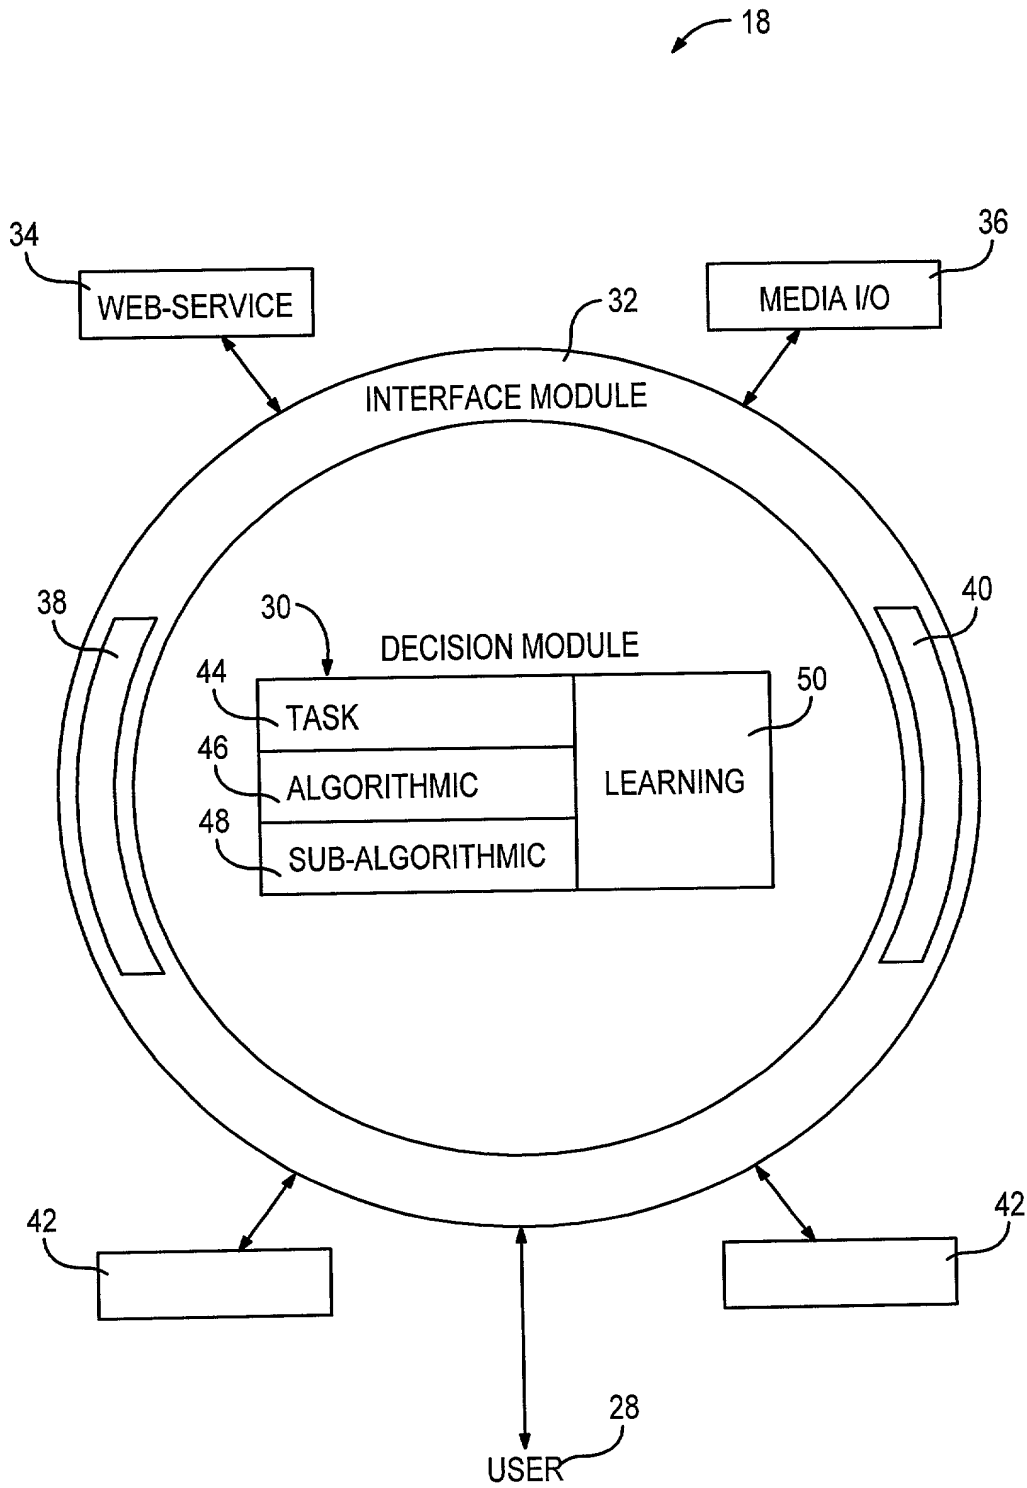 18
34
WEB-SERVICE
36
MEDIA I/O
32
INTERFACE MODULE
38
40
30
DECISION MODULE
44
TASK
46
ALGORITHMIC
48
SUB-ALGORITHMIC
50
LEARNING
42
42
28
USER